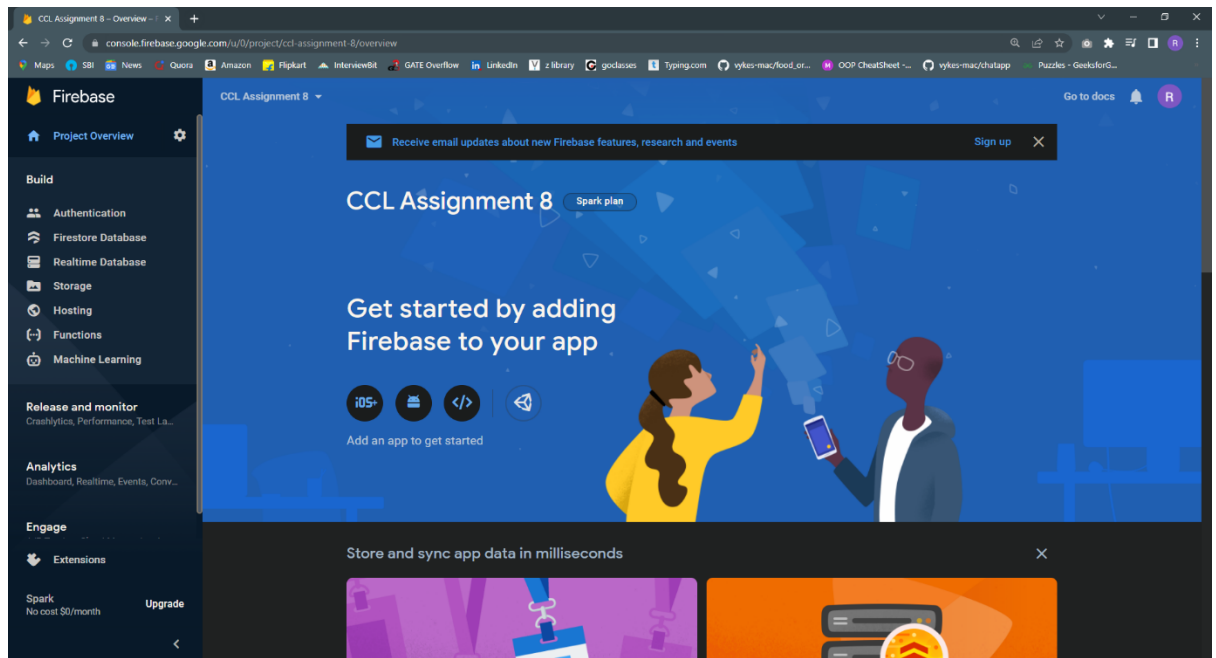 CCL Assignment 8 – Overview –
console.firebase.google.com/u/0/project/ccl-assignment-8/overview
Maps SBI News Quora Amazon Flipkart InterviewBit GATE Overflow LinkedIn z library goclasses Typing.com vykes-mac/food_or... OOP CheatSheet -... vykes-mac/chatapp Puzzles - GeeksforG...
Firebase
CCL Assignment 8
Go to docs
R
Project Overview
Receive email updates about new Firebase features, research and events
Sign up
Build
Authentication
Firestore Database
Realtime Database
Storage
Hosting
Functions
Machine Learning
Release and monitor
Crashlytics, Performance, Test La...
Analytics
Dashboard, Realtime, Events, Conv...
Engage
Extensions
Spark
No cost $0/month
Upgrade
CCL Assignment 8
Spark plan
Get started by adding
Firebase to your app
iOS+
Add an app to get started
Store and sync app data in milliseconds